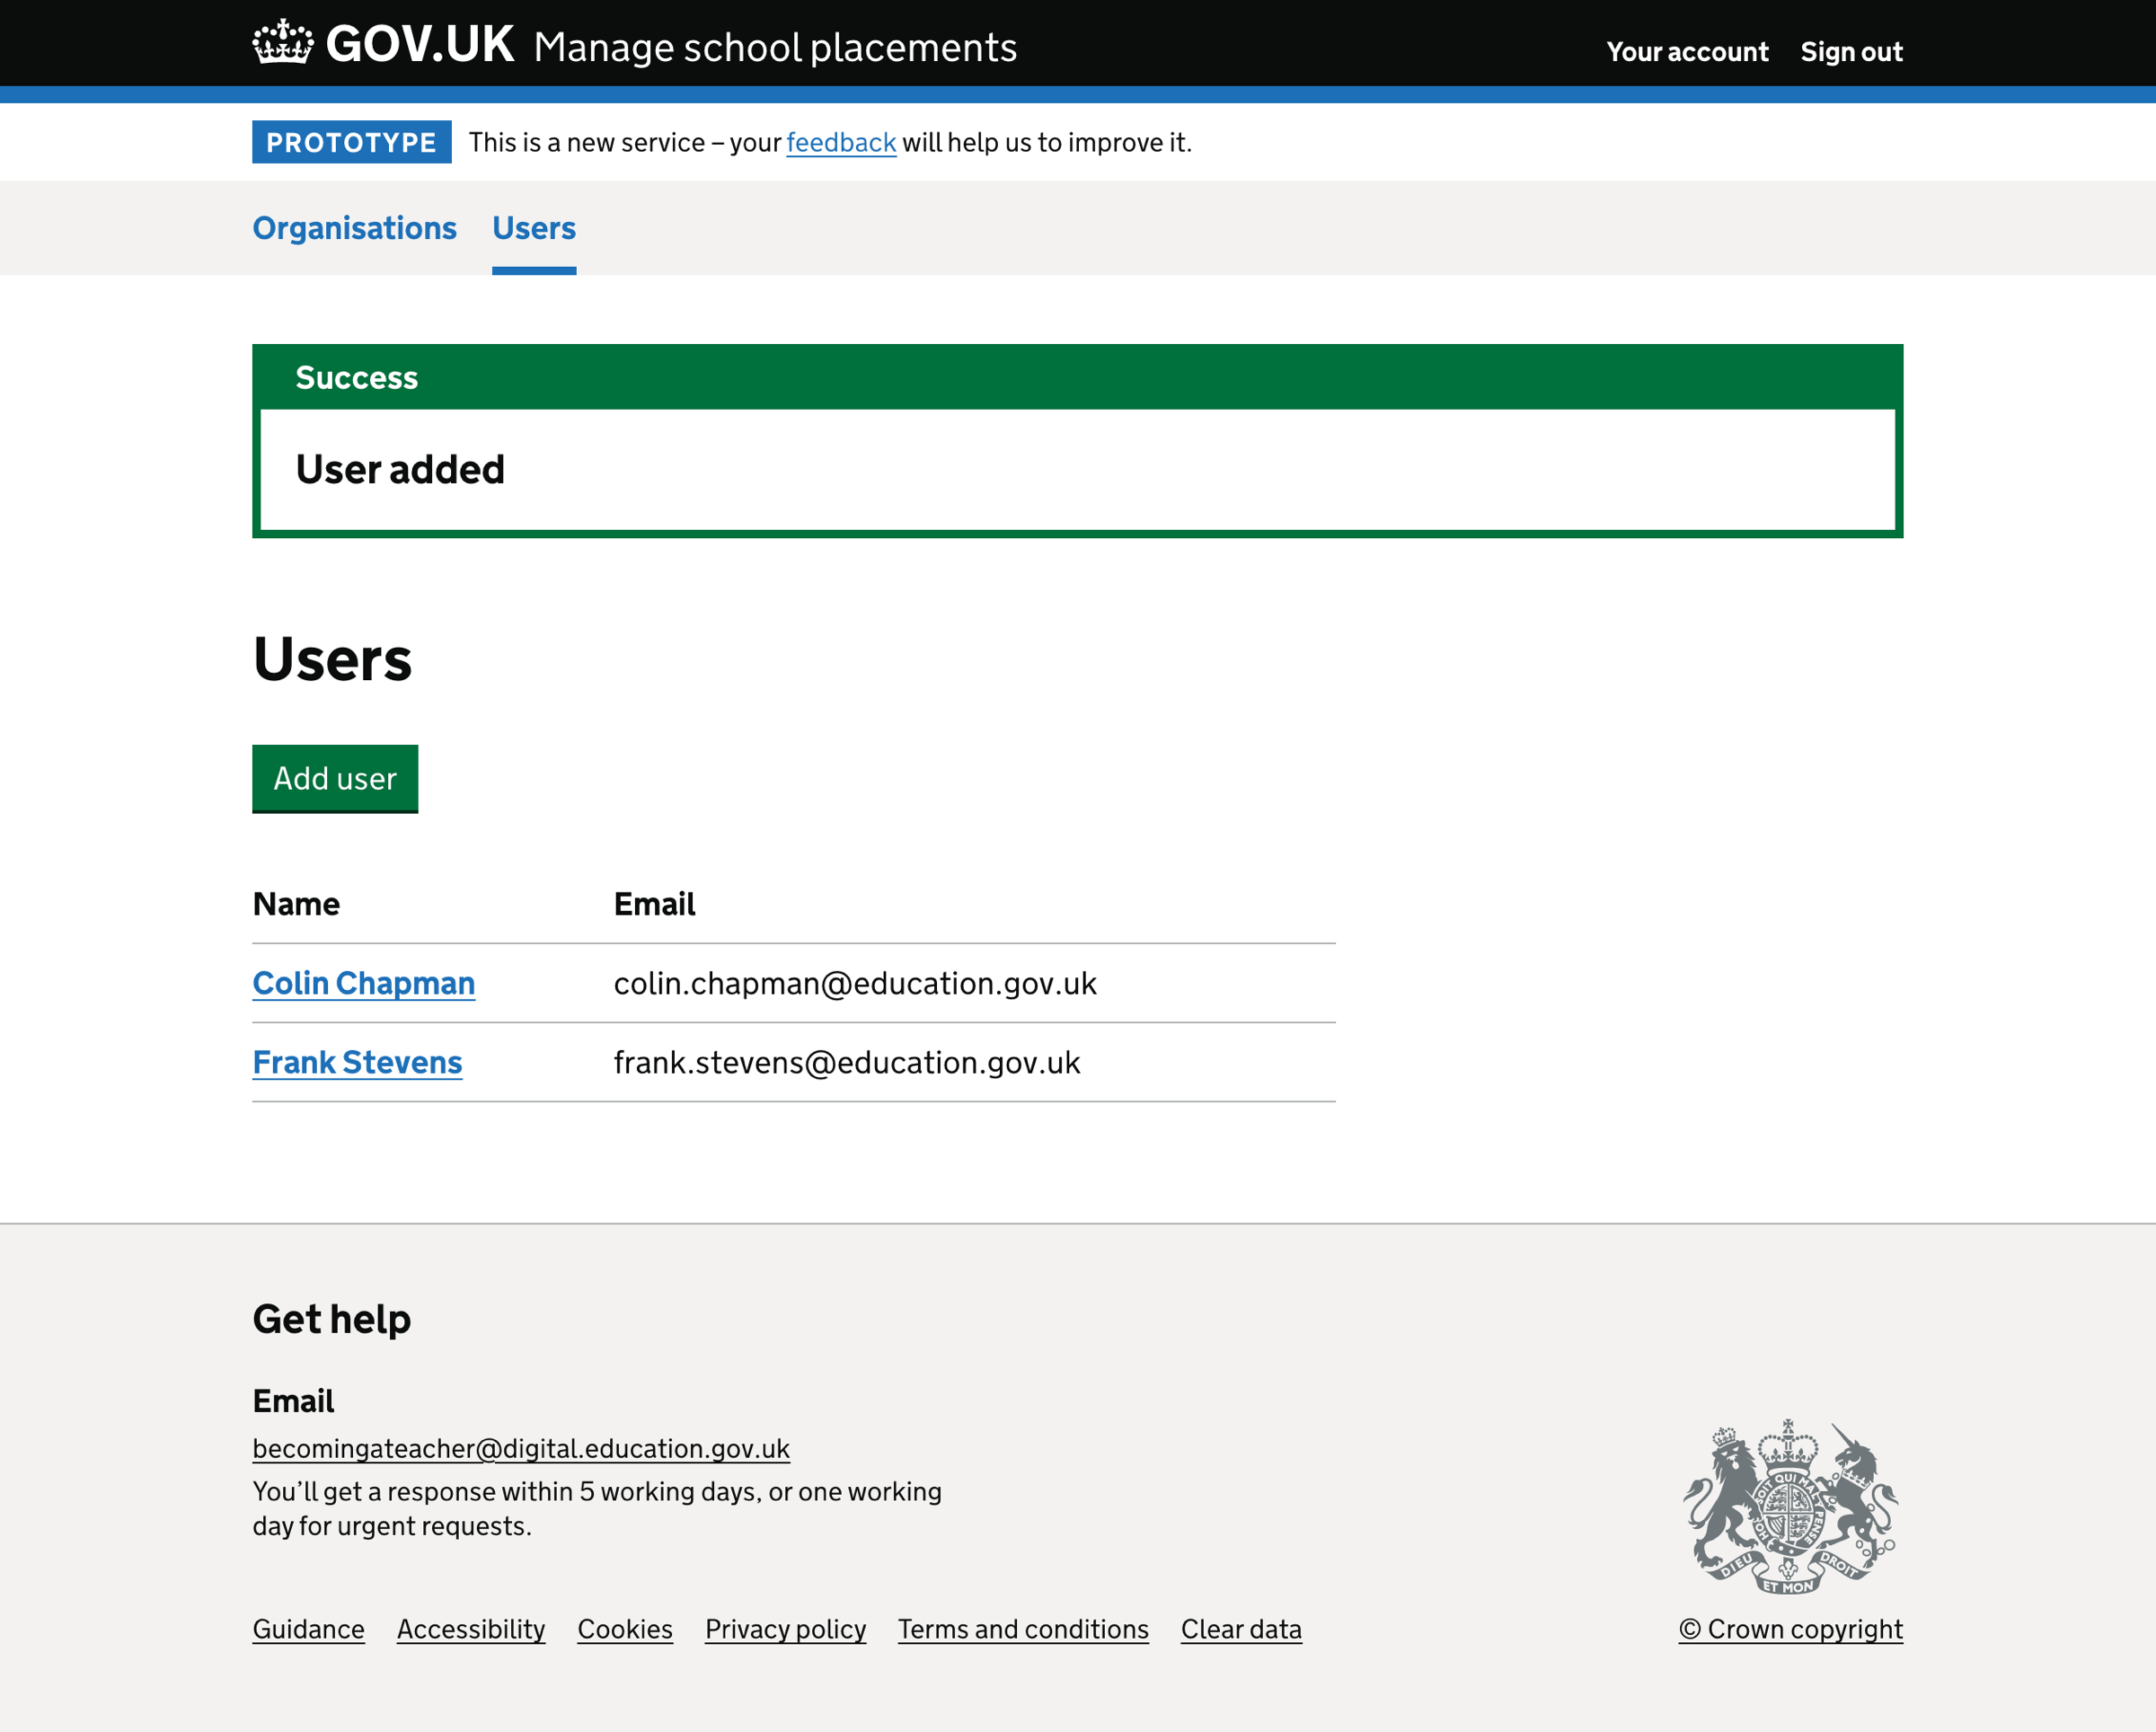 GOV.UK Manage school placements
Your account Sign out
PROTOTYPE This is a new service – your feedback will help us to improve it.
Organisations Users
Success
User added
Users
Add user
Name Email
Colin Chapman colin.chapman@education.gov.uk
Frank Stevens frank.stevens@education.gov.uk
Get help
Email
becomingateacher@digital.education.gov.uk
You’ll get a response within 5 working days, or one working
day for urgent requests.
DIEU ET MON DROIT
Guidance Accessibility Cookies Privacy policy Terms and conditions Clear data
© Crown copyright